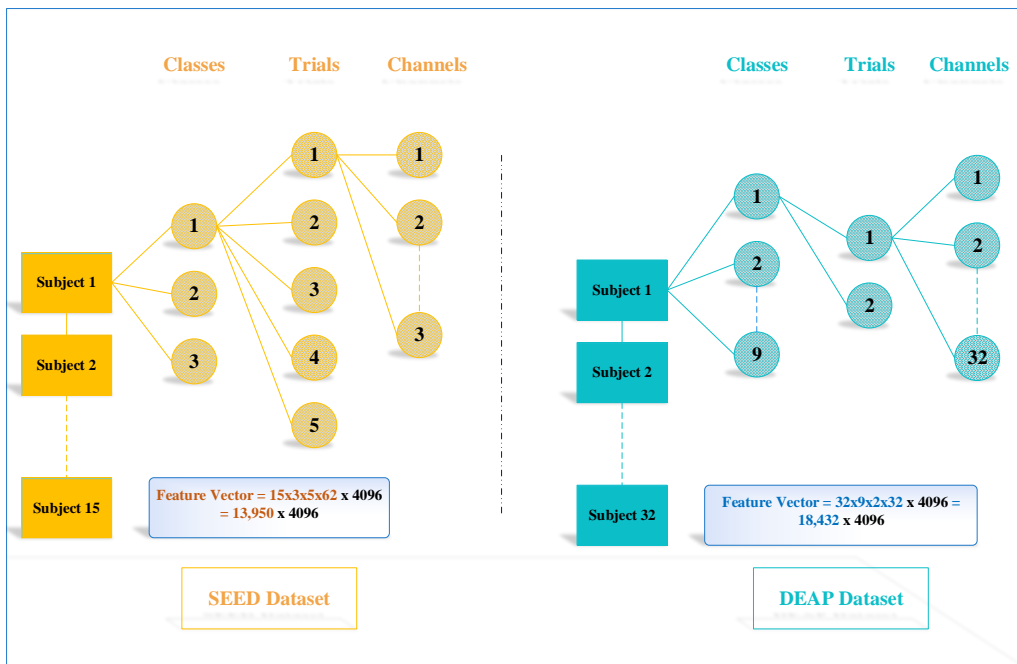 Classes Trials Channels
1
2
3
1
2
3
4
5
1
2
3
Subject 1
Subject 2
Subject 15
Feature Vector = 15x3x5x62 x 4096
= 13,950 x 4096
SEED Dataset
Classes Trials Channels
1
2
9
1
2
1
2
32
Subject 1
Subject 2
Subject 32
Feature Vector = 32x9x2x32 x 4096 =
18,432 x 4096
DEAP Dataset